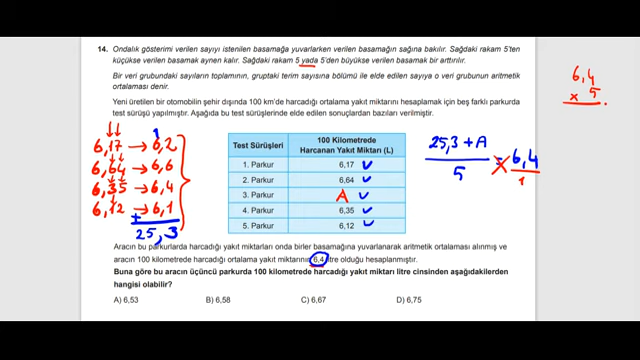 14. Ondalık gösterimi verilen sayıyı istenilen basamağa yuvarlarken verilen basamağın sağına bakılır. Sağdaki rakam 5'ten
küçükse verilen basamak aynen kalır. Sağdaki rakam 5 yada 5'den büyükse verilen basamak bir arttırılır.
Bir veri grubundaki sayıların toplamının, gruptaki terim sayısına bölümü ile elde edilen sayıya o veri grubunun aritmetik
ortalaması denir.
Yeni üretilen bir otomobilin şehir dışında 100 km'de harcadığı ortalama yakıt miktarını hesaplamak için beş farklı parkurda
test sürüşü yapılmıştır. Aşağıda bu test sürüşlerinde elde edilen sonuçlardan bazıları verilmiştir.
6,4
x 5
1
6,17 → 6,2
6,64 → 6,6
6,35 → 6,4
6,12 → 6,1
+
25,3
Test Sürüşleri
100 Kilometrede
Harcanan Yakıt Miktarı (L)
1. Parkur 6,17
2. Parkur 6,64
3. Parkur A
4. Parkur 6,35
5. Parkur 6,12
25,3 + A
5
= 6,4
1
Aracın bu parkurlarda harcadığı yakıt miktarları onda birler basamağına yuvarlanarak aritmetik ortalaması alınmış ve
aracın 100 kilometrede harcadığı ortalama yakıt miktarının 6,4 litre olduğu hesaplanmıştır.
Buna göre bu aracın üçüncü parkurda 100 kilometrede harcadığı yakıt miktarı litre cinsinden aşağıdakilerden
hangisi olabilir?
A) 6,53 B) 6,58 C) 6,67 D) 6,75